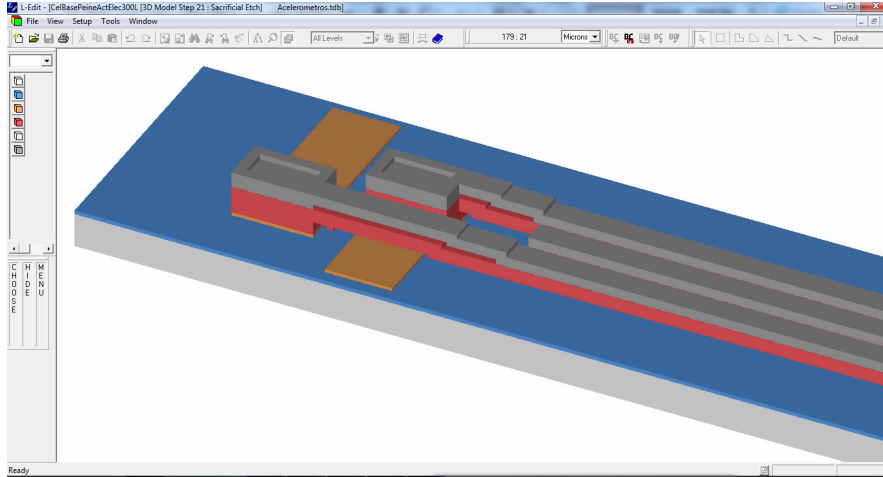 L-Edit - [CelBasePeineActElec300L [3D Model Step 21 : Sacrificial Etch] Acelerometros.tdb]
File View Setup Tools Window
All Levels
179 : 21
Microns
Default
CHOOSE
HIDE
MENU
Ready